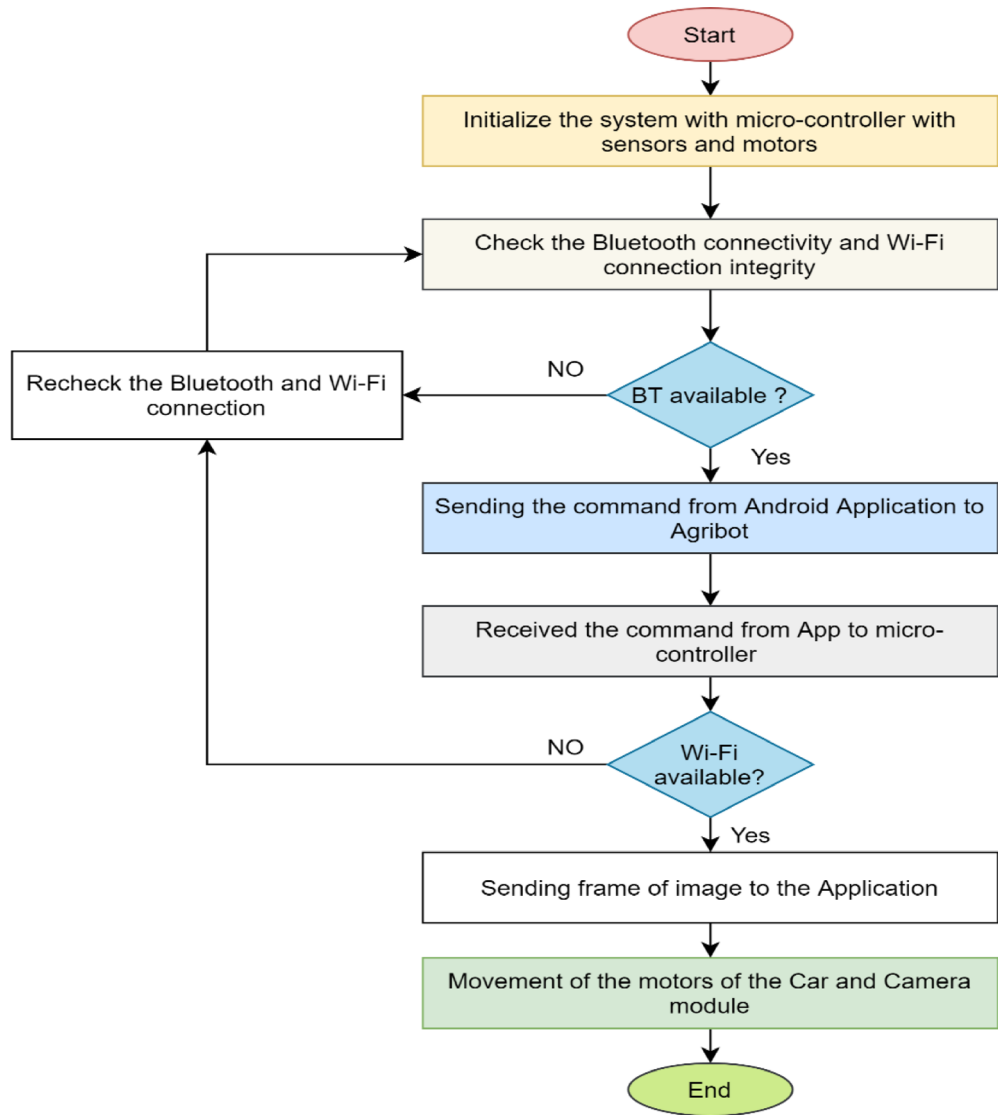 Start
Initialize the system with micro-controller with
sensors and motors
Check the Bluetooth connectivity and Wi-Fi
connection integrity
NO
BT available ?
Recheck the Bluetooth and Wi-Fi
connection
Yes
Sending the command from Android Application to
Agribot
Received the command from App to micro-
controller
NO
Wi-Fi
available?
Yes
Sending frame of image to the Application
Movement of the motors of the Car and Camera
module
End